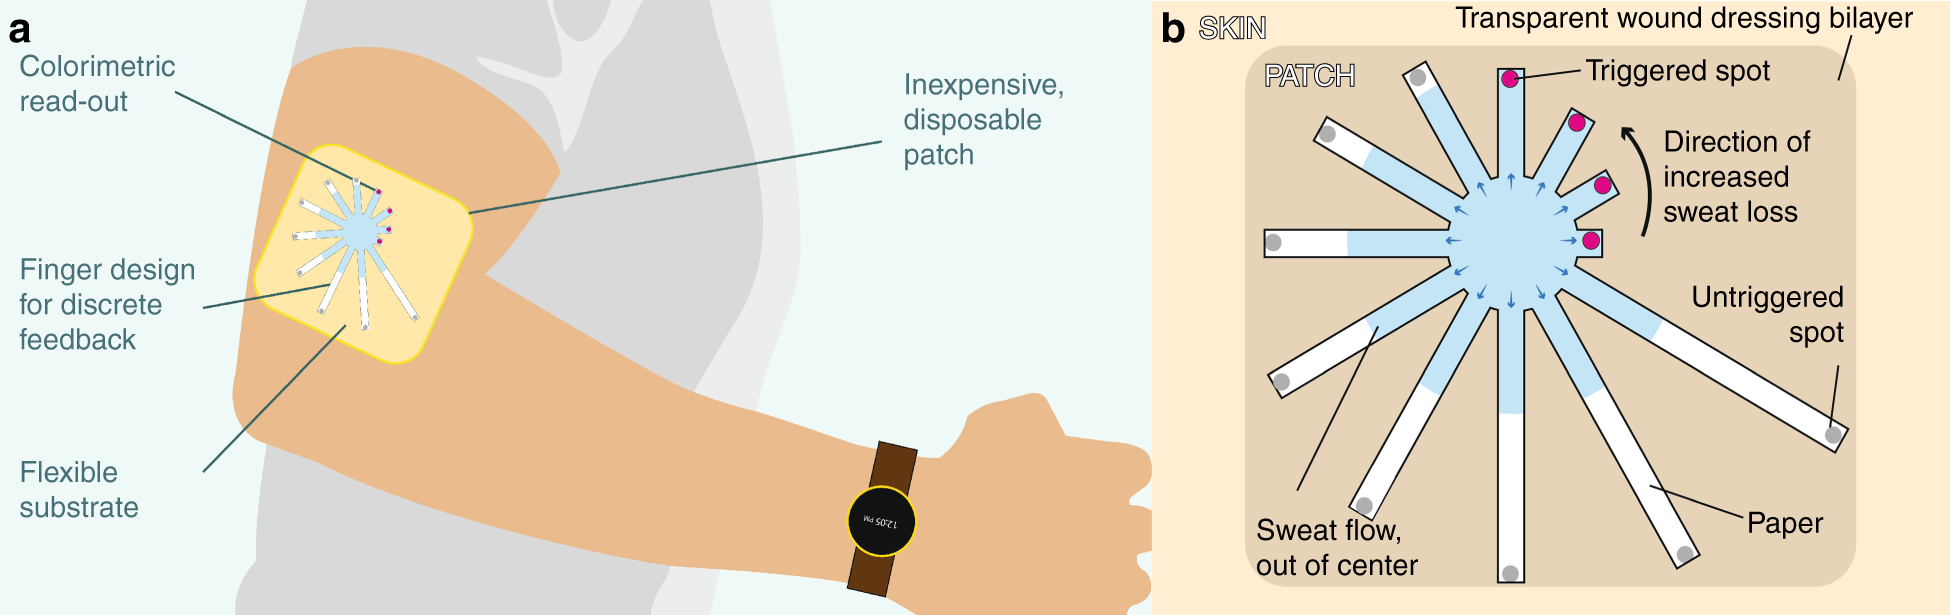 a
Colorimetric
read-out
Inexpensive,
disposable
patch
Finger design
for discrete
feedback
Flexible
substrate
12:05 PM
b
SKIN
Transparent wound dressing bilayer
PATCH
Triggered spot
Direction of
increased
sweat loss
Untriggered
spot
Paper
Sweat flow,
out of center